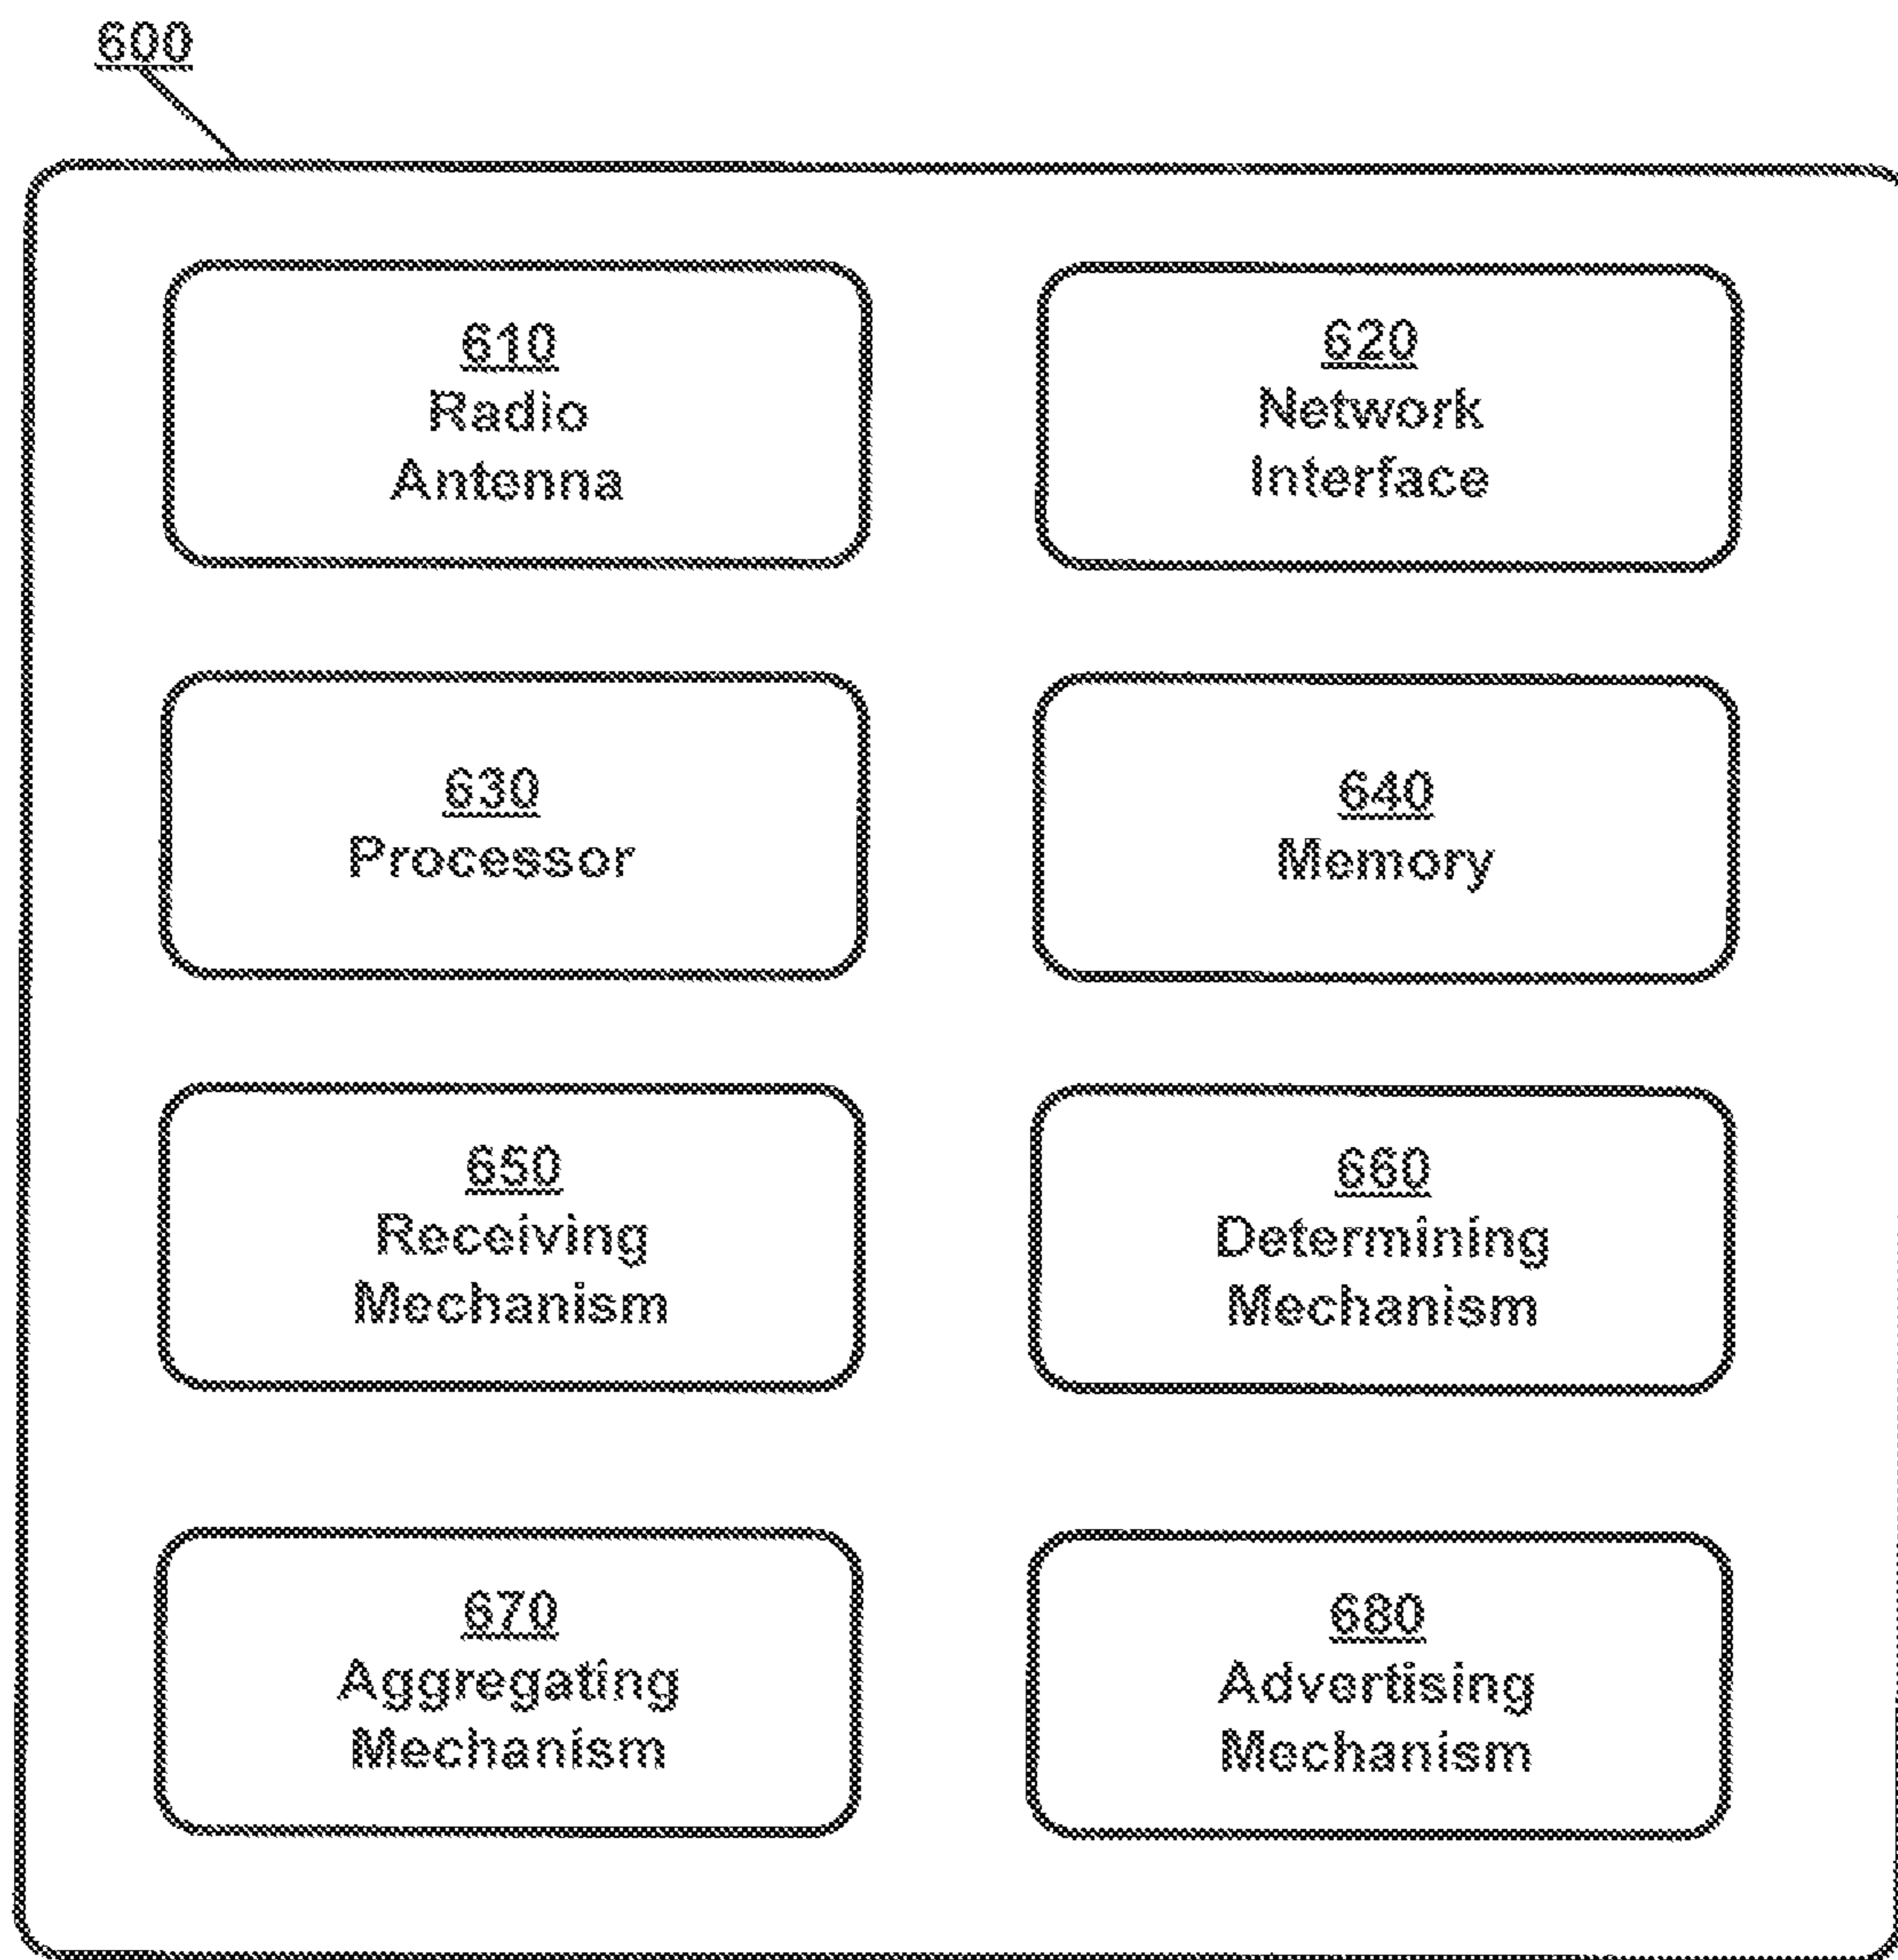 600
610
Radio
Antenna
620
Network
Interface
630
Processor
640
Memory
650
Receiving
Mechanism
660
Determining
Mechanism
670
Aggregating
Mechanism
680
Advertising
Mechanism